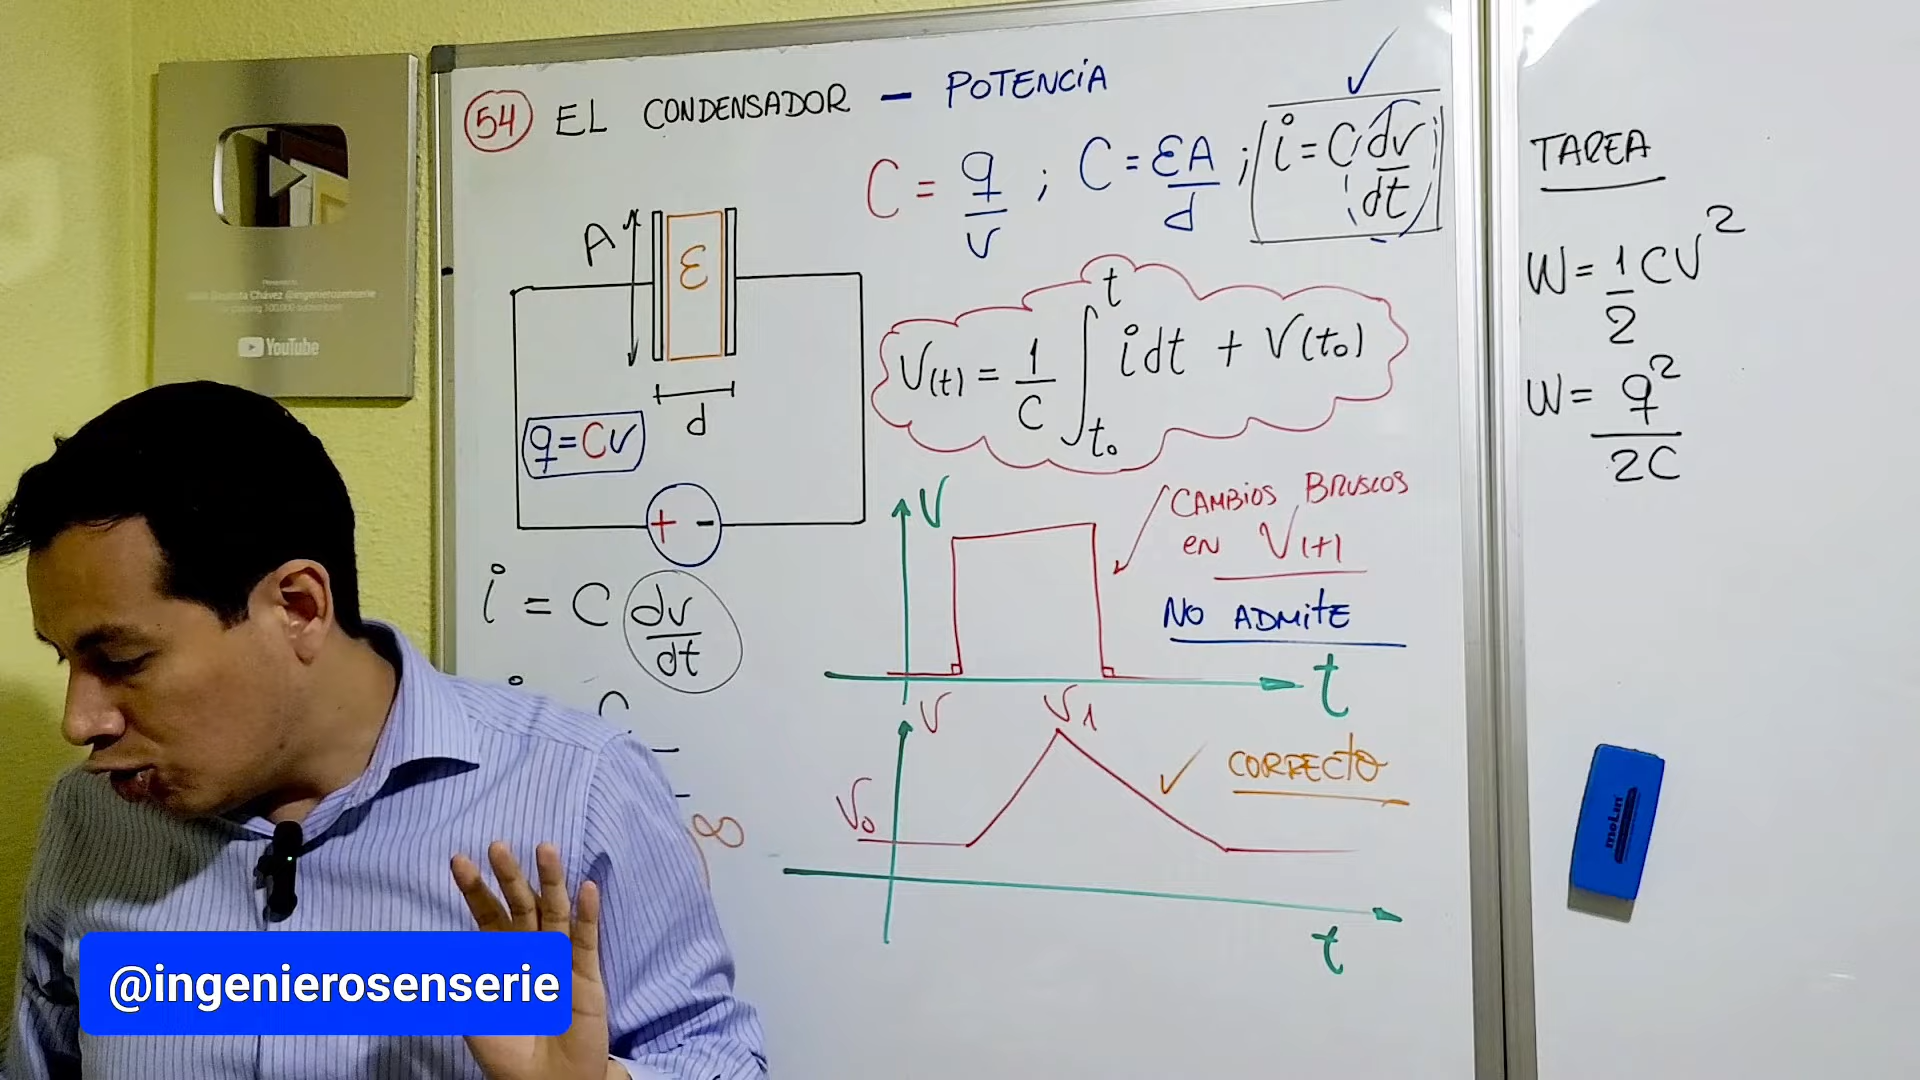 54 EL CONDENSADOR - POTENCIA
C = q/v ; C = εA/d ; i = C dv/dt
A
ε
d
q = Cv
+ -
V(t) = 1/C ∫ t t₀ i dt + V(t₀)
i = C dv/dt
∞
V
CAMBIOS BRUSCOS
EN V(t)
NO ADMITE
t
V
V₁
V₀
CORRECTO
t
TAREA
W = 1/2 CV²
W = q²/2C
YouTube
@ingenierosenserie